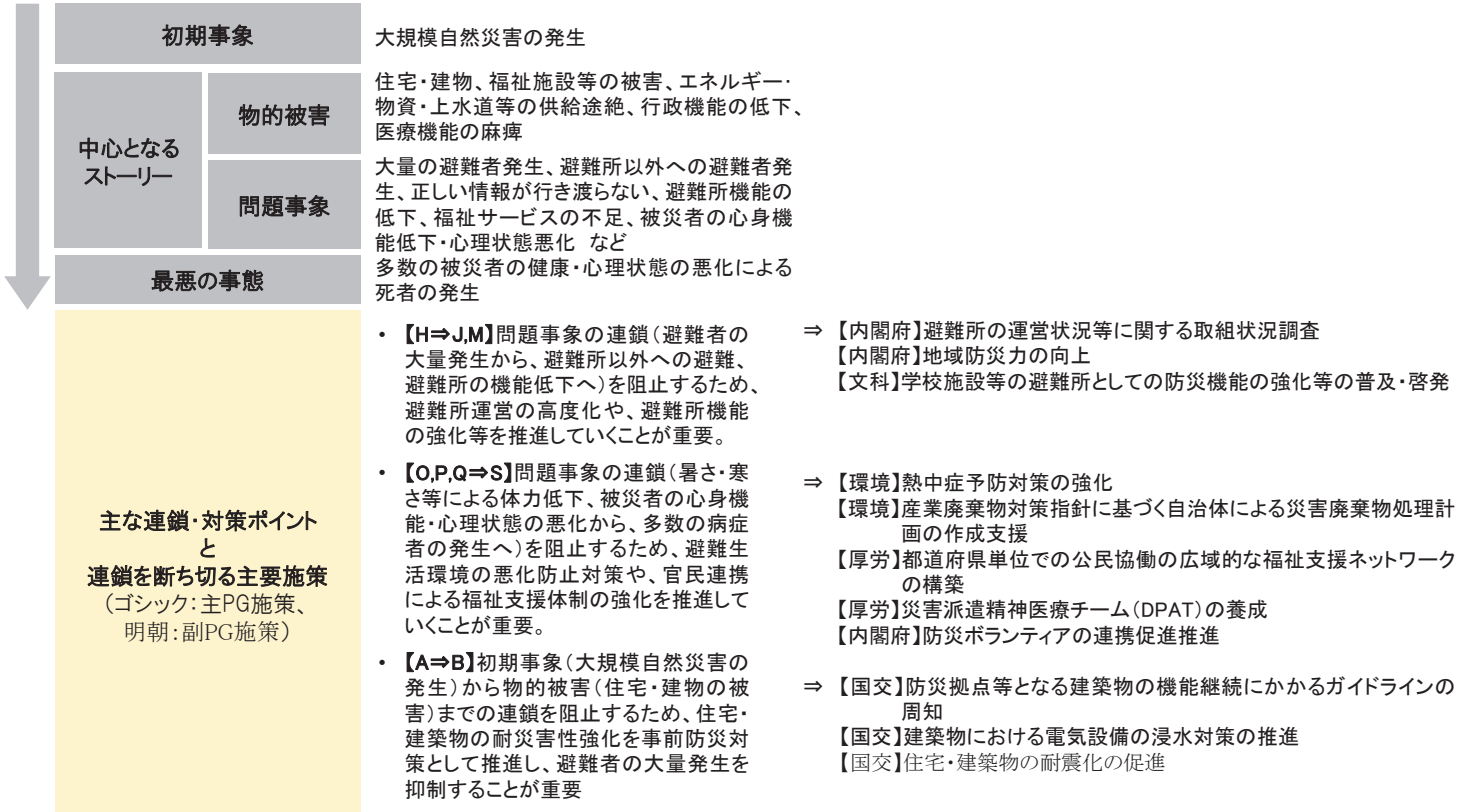 初期事象
大規模自然災害の発生
中心となる
ストーリー
物的被害
住宅・建物、福祉施設等の被害、エネルギー・
物資・上水道等の供給途絶、行政機能の低下、
医療機能の麻痺
問題事象
大量の避難者発生、避難所以外への避難者発
生、正しい情報が行き渡らない、避難所機能の
低下、福祉サービスの不足、被災者の心身機
能低下・心理状態悪化 など
最悪の事態
多数の被災者の健康・心理状態の悪化による
死者の発生
主な連鎖・対策ポイント
と
連鎖を断ち切る主要施策
（ゴシック：主PG施策、
明朝：副PG施策）
・【H⇒J,M】問題事象の連鎖（避難者の
大量発生から、避難所以外への避難、
避難所の機能低下へ）を阻止するため、
避難所運営の高度化や、避難所機能
の強化等を推進していくことが重要。
⇒ 【内閣府】避難所の運営状況等に関する取組状況調査
【内閣府】地域防災力の向上
【文科】学校施設等の避難所としての防災機能の強化等の普及・啓発
・【O,P,Q⇒S】問題事象の連鎖（暑さ・寒
さ等による体力低下、被災者の心身機
能・心理状態の悪化から、多数の病症
者の発生へ）を阻止するため、避難生
活環境の悪化防止対策や、官民連携
による福祉支援体制の強化を推進して
いくことが重要。
⇒ 【環境】熱中症予防対策の強化
【環境】産業廃棄物対策指針に基づく自治体による災害廃棄物処理計
画の作成支援
【厚労】都道府県単位での公民協働の広域的な福祉支援ネットワーク
の構築
【厚労】災害派遣精神医療チーム（DPAT）の養成
【内閣府】防災ボランティアの連携促進推進
・【A⇒B】初期事象（大規模自然災害の
発生）から物的被害（住宅・建物の被
害）までの連鎖を阻止するため、住宅・
建築物の耐災害性強化を事前防災対
策として推進し、避難者の大量発生を
抑制することが重要
⇒ 【国交】防災拠点等となる建築物の機能継続にかかるガイドラインの
周知
【国交】建築物における電気設備の浸水対策の推進
【国交】住宅・建築物の耐震化の促進